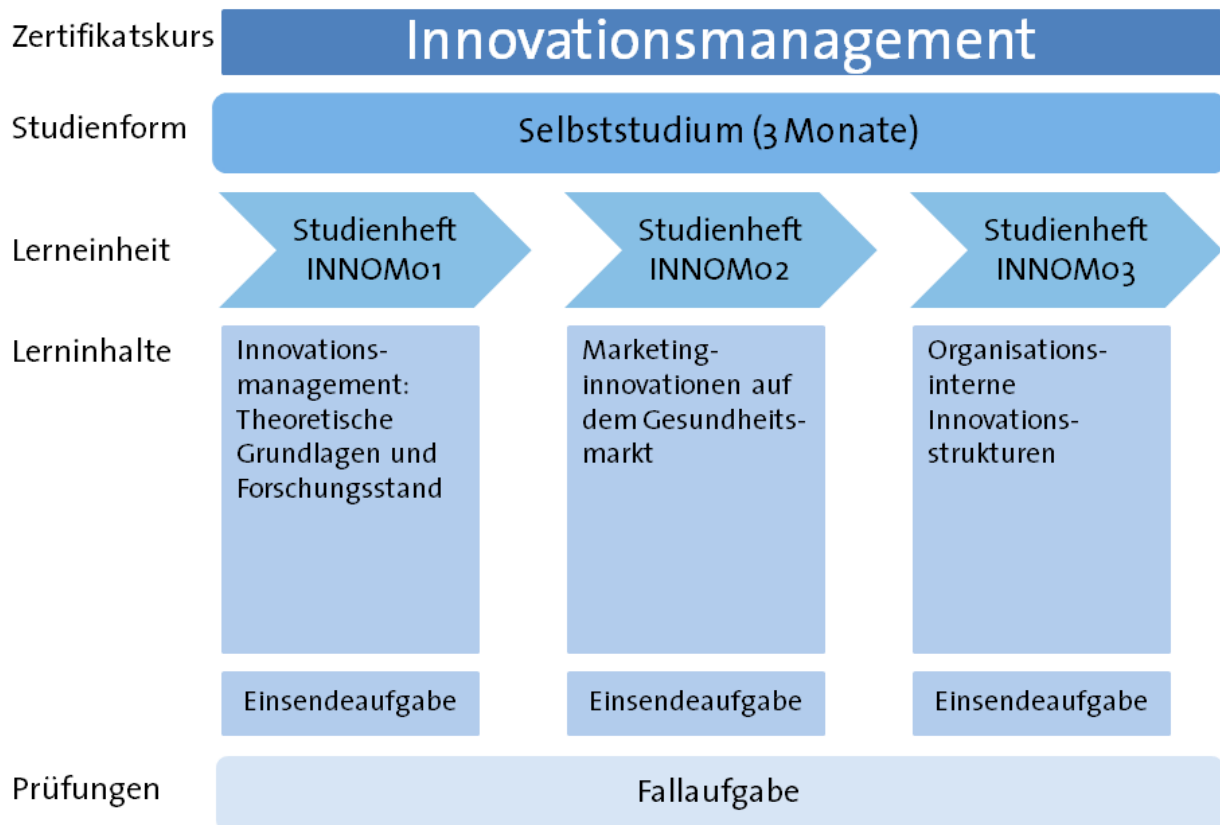 Zertifikatskurs
Innovationsmanagement
Studienform
Selbststudium (3 Monate)
Lerneinheit
Studienheft
INNOM01
Studienheft
INNOM02
Studienheft
INNOM03
Lerninhalte
Innovations-
management:
Theoretische
Grundlagen und
Forschungsstand
Marketing-
innovationen auf
dem Gesundheits-
markt
Organisations-
interne
Innovations-
strukturen
Einsendeaufgabe
Einsendeaufgabe
Einsendeaufgabe
Prüfungen
Fallaufgabe